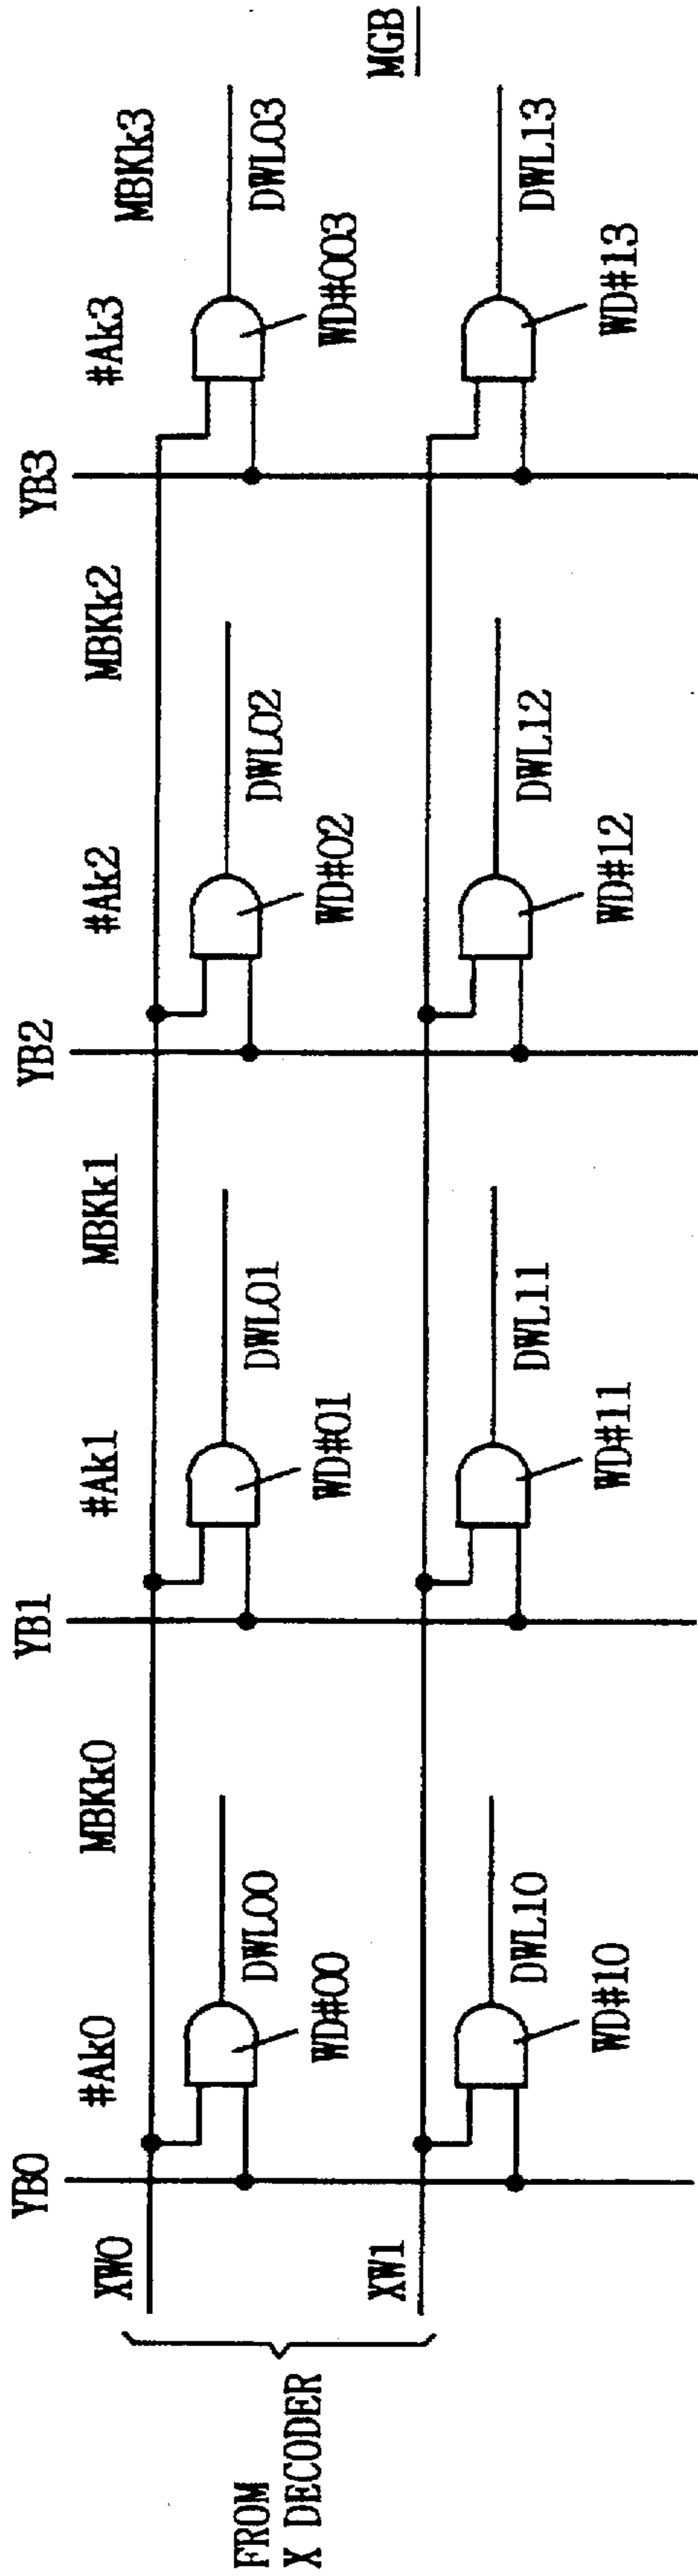 YB0
YB1
YB2
YB3
#Ak0
MBKk0
#Ak1
MBKk1
#Ak2
MBKk2
#Ak3
MBKk3
XW0
DWL00
WD#00
DWL01
WD#01
DWL02
WD#02
DWL03
WD#003
FROM
X DECODER
MGB
XW1
DWL10
WD#10
DWL11
WD#11
DWL12
WD#12
DWL13
WD#13